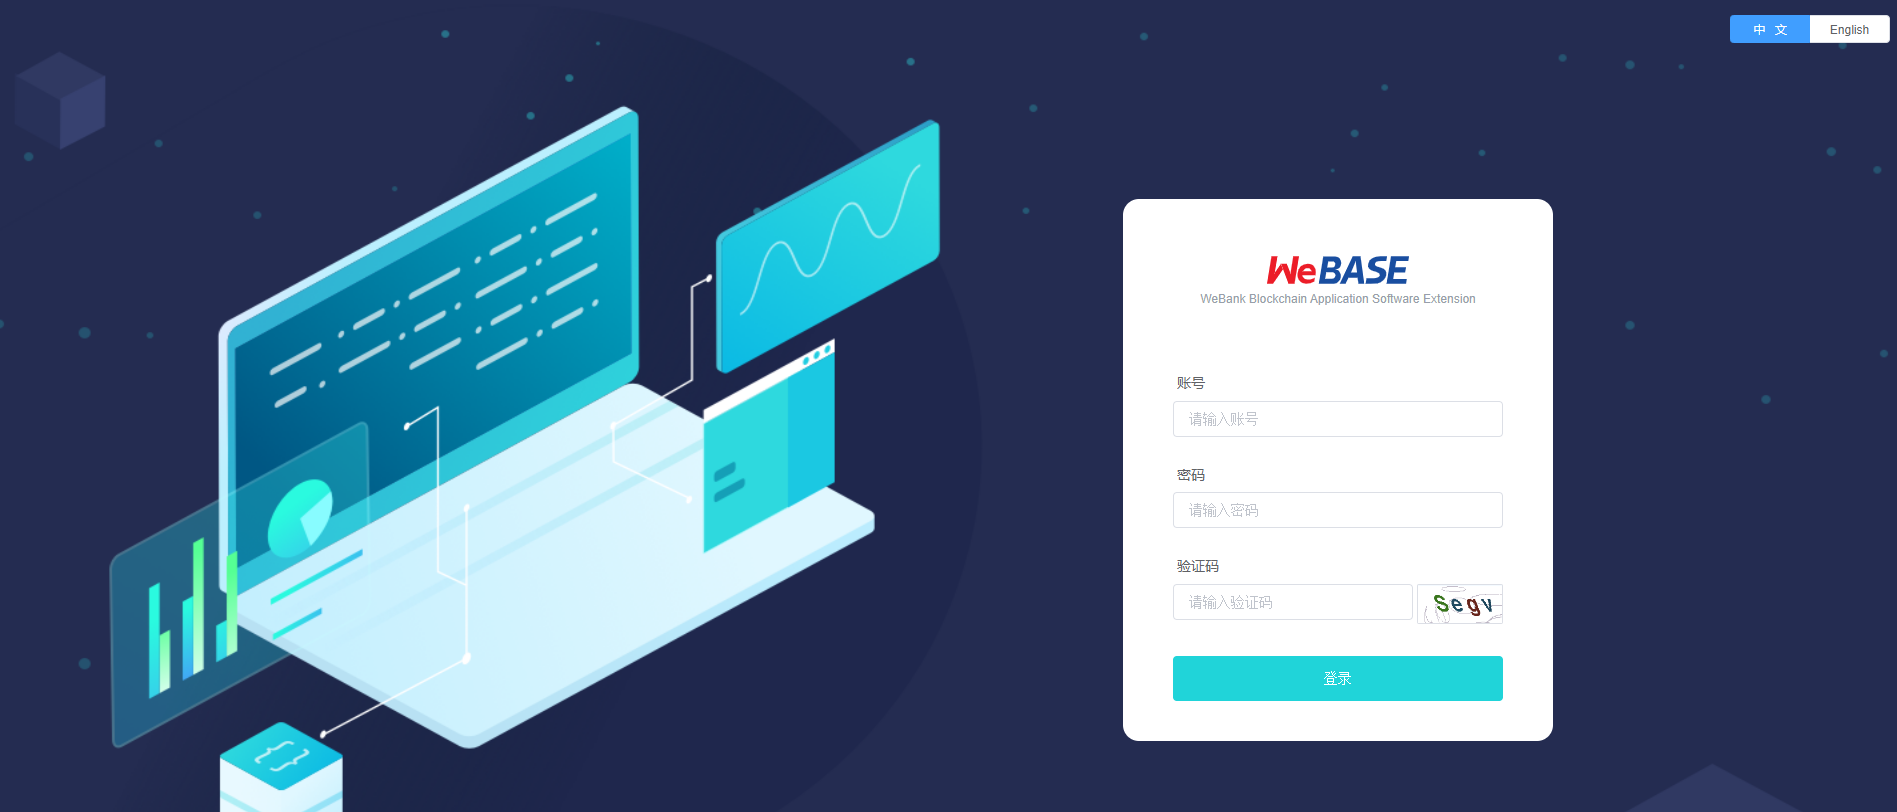 中 文 English
WeBASE
WeBank Blockchain Application Software Extension
账号
请输入账号
密码
请输入密码
验证码
请输入验证码 Segv
登录